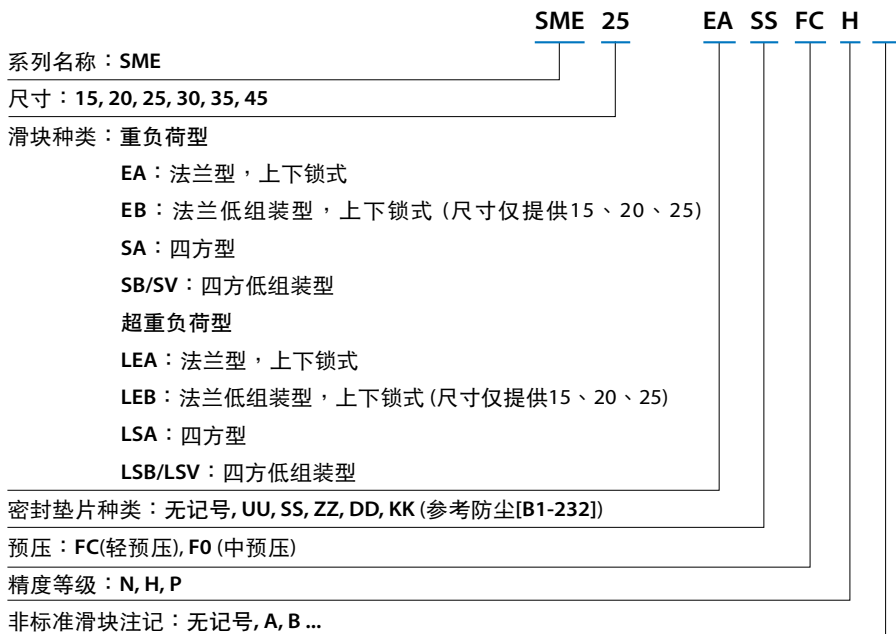 SME 25 EA SS FC H
系列名称：SME
尺寸：15, 20, 25, 30, 35, 45
滑块种类：重负荷型
EA：法兰型，上下锁式
EB：法兰低组装型，上下锁式 (尺寸仅提供15、20、25)
SA：四方型
SB/SV：四方低组装型
超重负荷型
LEA：法兰型，上下锁式
LEB：法兰低组装型，上下锁式 (尺寸仅提供15、20、25)
LSA：四方型
LSB/LSV：四方低组装型
密封垫片种类：无记号, UU, SS, ZZ, DD, KK (参考防尘[B1-232])
预压：FC(轻预压), F0 (中预压)
精度等级：N, H, P
非标准滑块注记：无记号, A, B ...